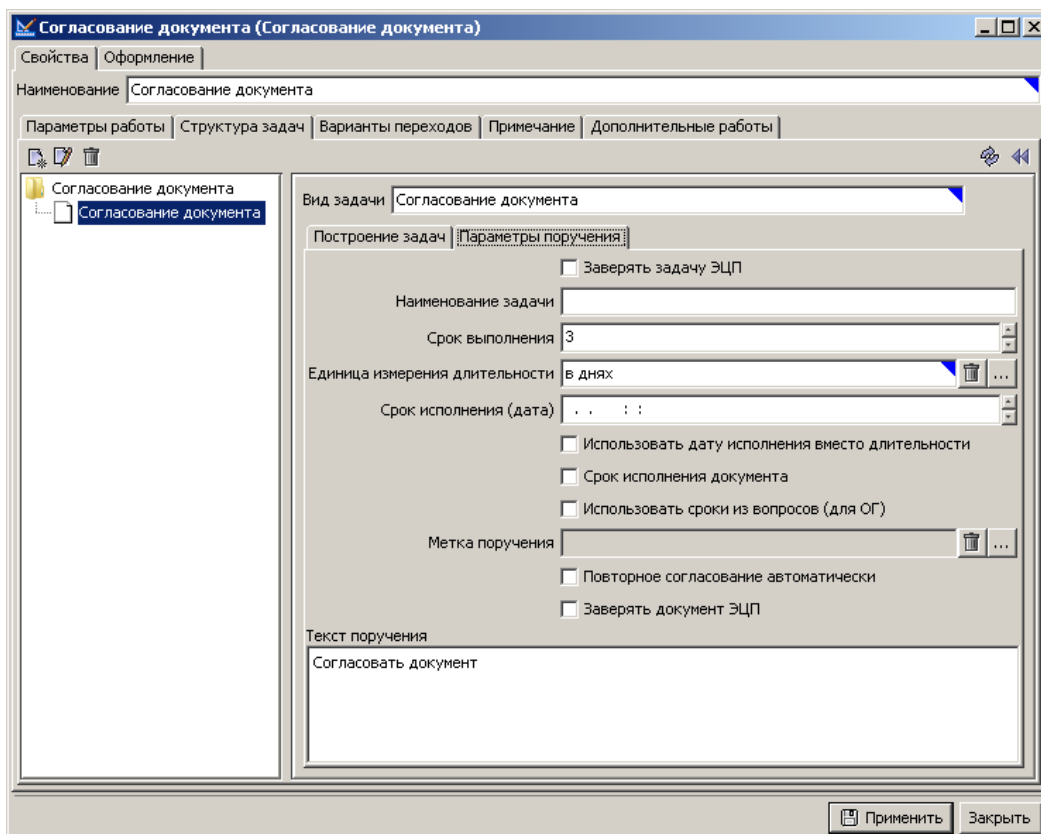 Согласование документа (Согласование документа)
Свойства Оформление
Наименование Согласование документа
Параметры работы Структура задач Варианты переходов Примечание Дополнительные работы
Согласование документа
Согласование документа
Вид задачи Согласование документа
Построение задач Параметры поручения
Заверять задачу ЭЦП
Наименование задачи
Срок выполнения 3
Единица измерения длительности в днях ...
Срок исполнения (дата) . . : :
Использовать дату исполнения вместо длительности
Срок исполнения документа
Использовать сроки из вопросов (для ОГ)
Метка поручения ...
Повторное согласование автоматически
Заверять документ ЭЦП
Текст поручения
Согласовать документ
Применить Закрыть